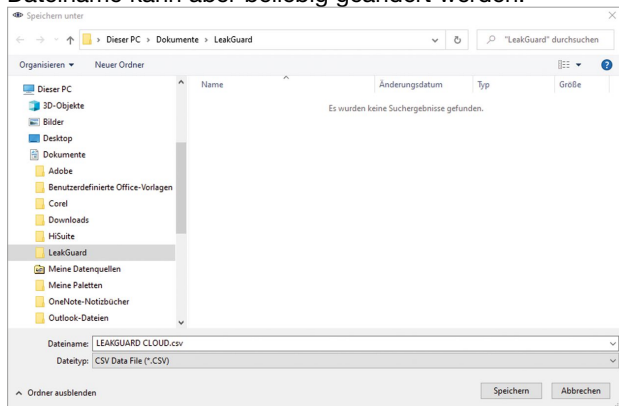 Dateiname kann aber beliebig geändert werden.
Speichern unter
Dieser PC > Dokumente > LeakGuard
"LeakGuard" durchsuchen
Organisieren
Neuer Ordner
Name
Änderungsdatum
Typ
Größe
Es wurden keine Suchergebnisse gefunden.
Dieser PC
3D-Objekte
Bilder
Desktop
Dokumente
Adobe
Benutzerdefinierte Office-Vorlagen
Corel
Downloads
HiSuite
LeakGuard
Meine Datenquellen
Meine Paletten
OneNote-Notizbücher
Outlook-Dateien
Dateiname: LEAKGUARD CLOUD.csv
Dateityp: CSV Data File (*.CSV)
Ordner ausblenden
Speichern
Abbrechen